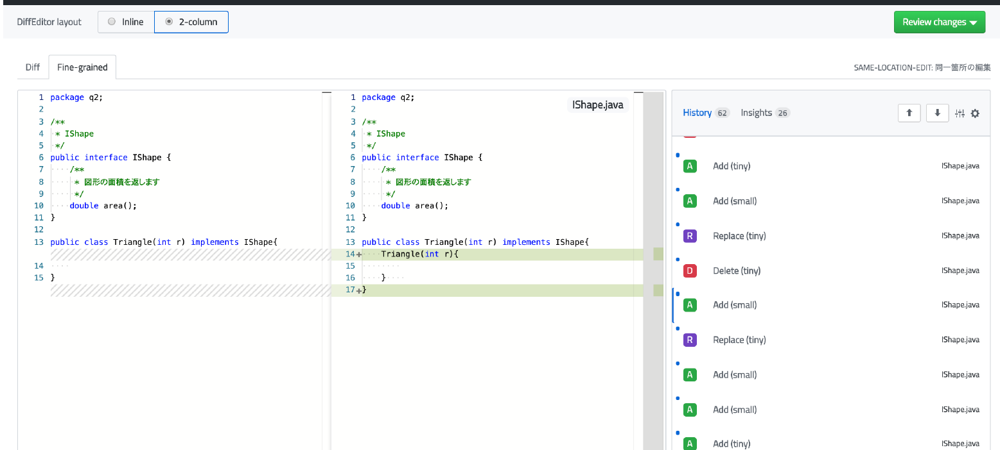 DiffEditor layout Inline 2-column Review changes
Diff Fine-grained SAME-LOCATION-EDIT: 同一箇所の編集
1 package q2;
2
3 /**
4 * IShape
5 */
6 public interface IShape {
7 /**
8 * 図形の面積を返します
9 */
10 double area();
11 }
12
13 public class Triangle(int r) implements IShape{
14
15 }
IShape.java
1 package q2;
2
3 /**
4 * IShape
5 */
6 public interface IShape {
7 /**
8 * 図形の面積を返します
9 */
10 double area();
11 }
12
13 public class Triangle(int r) implements IShape{
14+ Triangle(int r){
15
16 }
17+}
History 62 Insights 26
A Add (tiny) IShape.java
A Add (small) IShape.java
R Replace (tiny) IShape.java
D Delete (tiny) IShape.java
A Add (small) IShape.java
R Replace (tiny) IShape.java
A Add (small) IShape.java
A Add (small) IShape.java
A Add (tiny) IShape.java